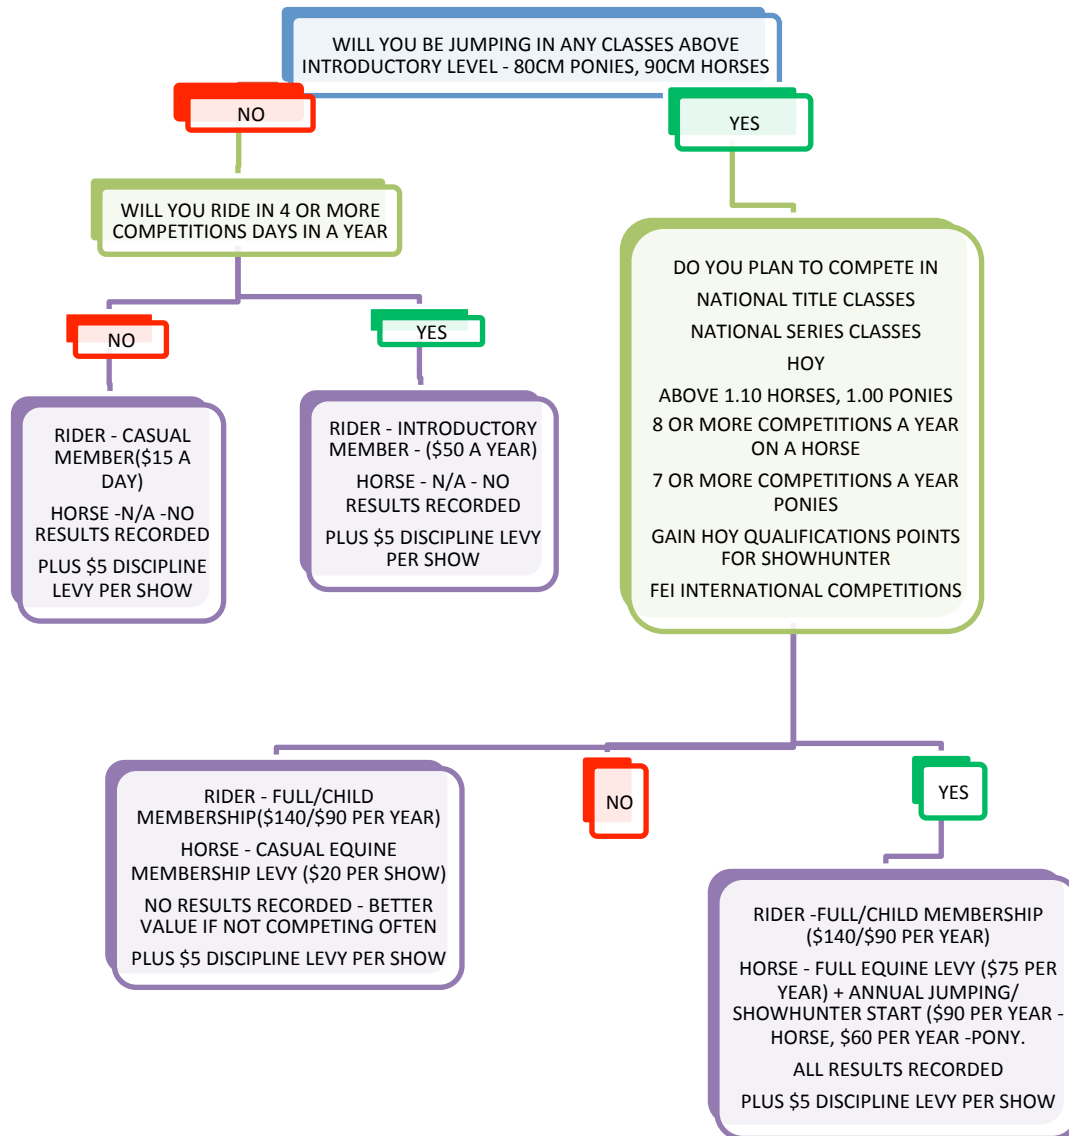 WILL YOU BE JUMPING IN ANY CLASSES ABOVE
INTRODUCTORY LEVEL - 80CM PONIES, 90CM HORSES
NO
YES
WILL YOU RIDE IN 4 OR MORE
COMPETITIONS DAYS IN A YEAR
NO
YES
RIDER - CASUAL
MEMBER($15 A
DAY)
HORSE -N/A -NO
RESULTS RECORDED
PLUS $5 DISCIPLINE
LEVY PER SHOW
RIDER - INTRODUCTORY
MEMBER - ($50 A YEAR)
HORSE - N/A - NO
RESULTS RECORDED
PLUS $5 DISCIPLINE LEVY
PER SHOW
DO YOU PLAN TO COMPETE IN
NATIONAL TITLE CLASSES
NATIONAL SERIES CLASSES
HOY
ABOVE 1.10 HORSES, 1.00 PONIES
8 OR MORE COMPETITIONS A YEAR
ON A HORSE
7 OR MORE COMPETITIONS A YEAR
PONIES
GAIN HOY QUALIFICATIONS POINTS
FOR SHOWHUNTER
FEI INTERNATIONAL COMPETITIONS
RIDER - FULL/CHILD
MEMBERSHIP($140/$90 PER YEAR)
HORSE - CASUAL EQUINE
MEMBERSHIP LEVY ($20 PER SHOW)
NO RESULTS RECORDED - BETTER
VALUE IF NOT COMPETING OFTEN
PLUS $5 DISCIPLINE LEVY PER SHOW
NO
YES
RIDER -FULL/CHILD MEMBERSHIP
($140/$90 PER YEAR)
HORSE - FULL EQUINE LEVY ($75 PER
YEAR) + ANNUAL JUMPING/
SHOWHUNTER START ($90 PER YEAR -
HORSE, $60 PER YEAR -PONY.
ALL RESULTS RECORDED
PLUS $5 DISCIPLINE LEVY PER SHOW